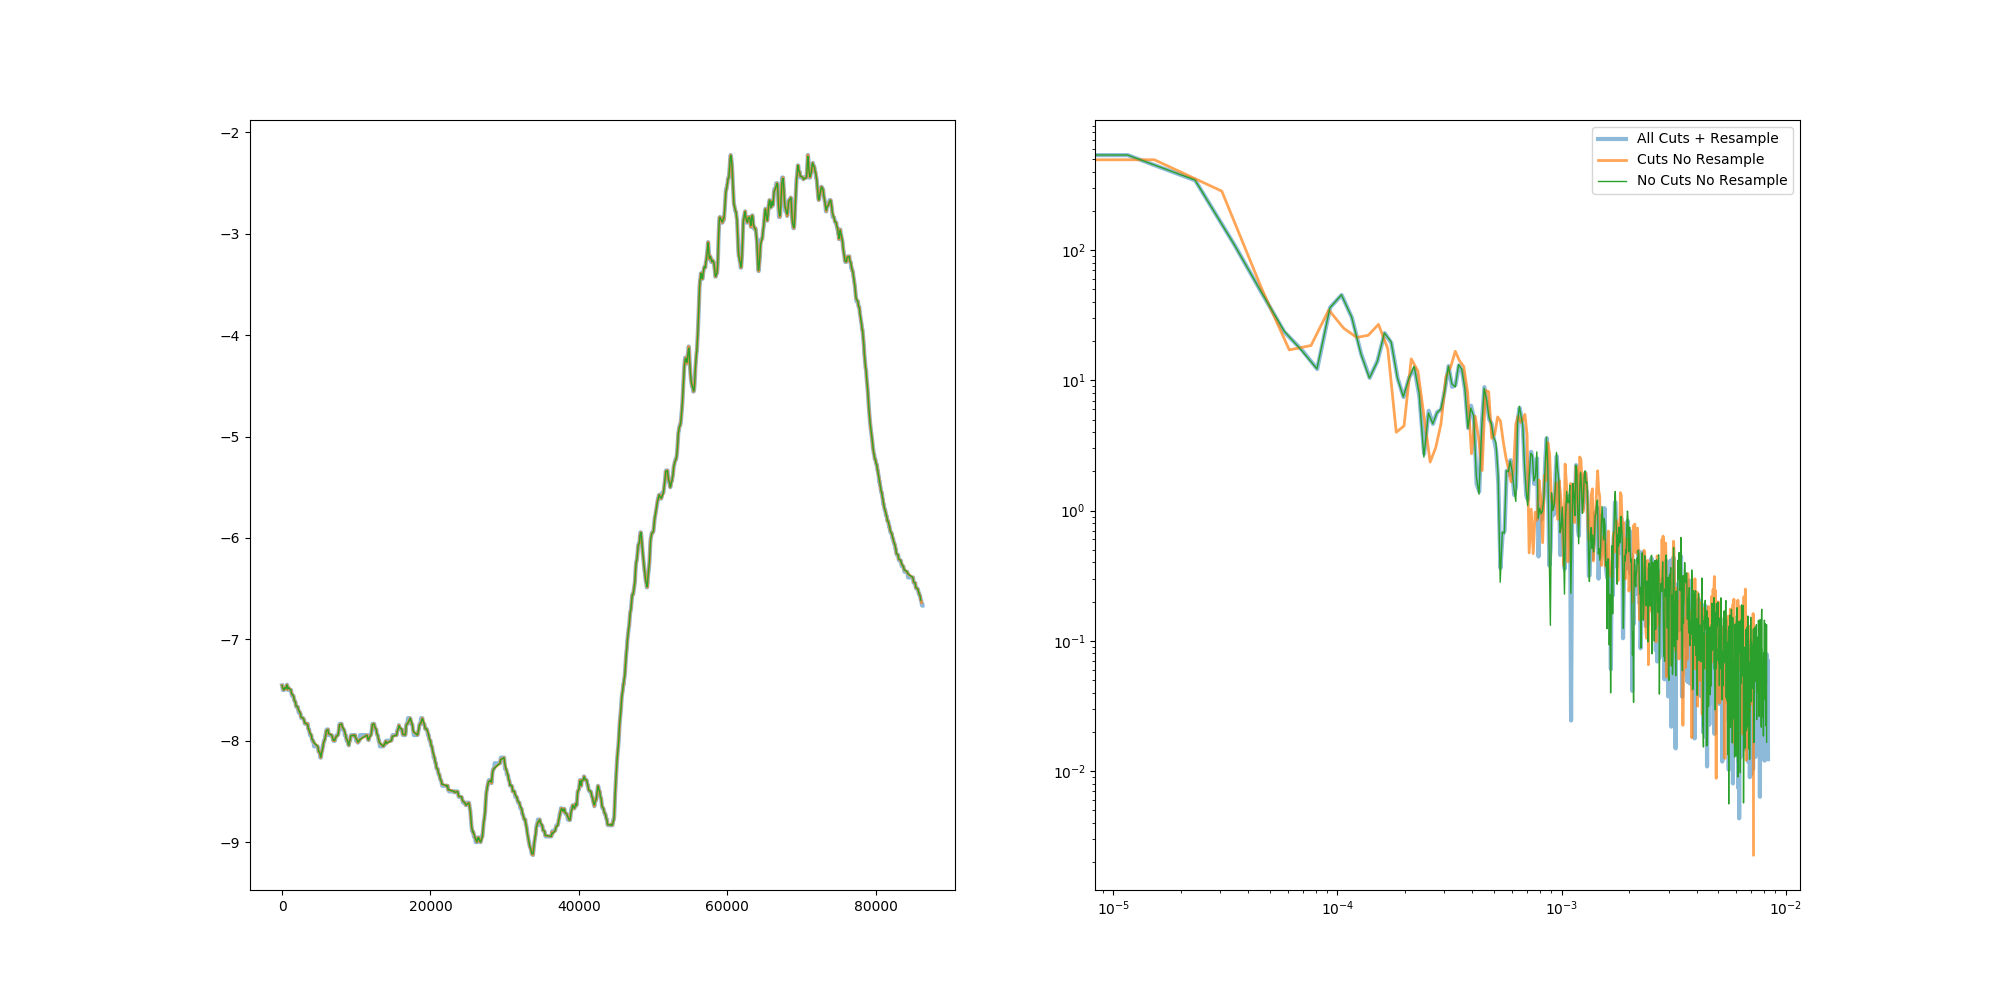 −2
−3
−4
−5
−6
−7
−8
−9
0 20000 40000 60000 80000
All Cuts + Resample
Cuts No Resample
No Cuts No Resample
10²
10¹
10⁰
10⁻¹
10⁻²
10⁻⁵ 10⁻⁴ 10⁻³ 10⁻²